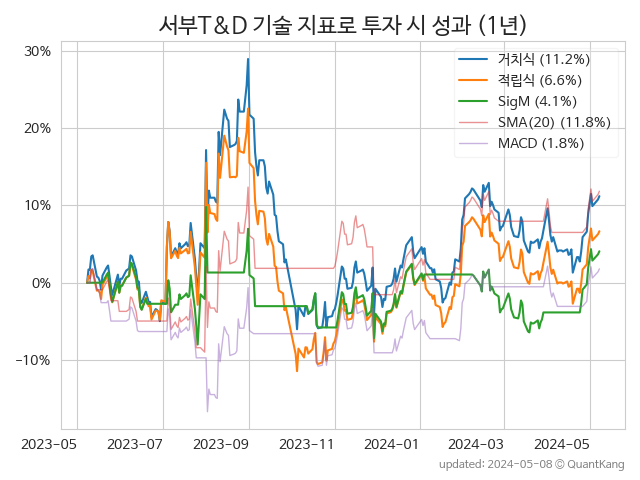 서부T&D 기술 지표로 투자 시 성과 (1년)
30%
20%
10%
0%
−10%
거치식 (11.2%)
적립식 (6.6%)
SigM (4.1%)
SMA(20) (11.8%)
MACD (1.8%)
2023-05 2023-07 2023-09 2023-11 2024-01 2024-03 2024-05
updated: 2024-05-08 © QuantKang